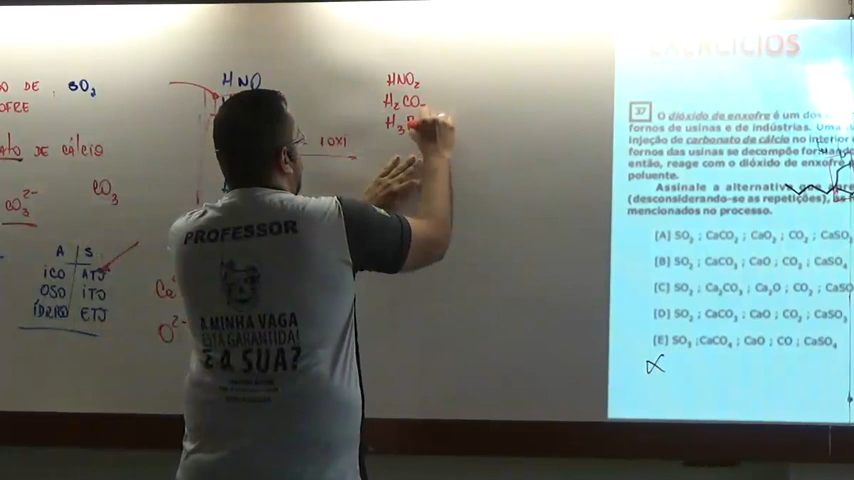 DE SO2
HNO
HNO2
H2CO
H3
10XI
DE CÁLCIO
CO3 2-
CO3
A S
ICO ATO
OSO ITO
ÍDRICO ETO
O2-
PROFESSOR
A MINHA VAGA
ESTÁ GARANTIDA!
E A SUA?
EXERCÍCIOS
37 O dióxido de enxofre é um dos
fornos de usinas e de indústrias. Uma
injeção de carbonato de cálcio no interior
fornos das usinas se decompõe formando
então, reage com o dióxido de enxofre
poluente.
Assinale a alternativa que
(desconsiderando-se as repetições), as
mencionados no processo.
[A] SO2 ; CaCO2 ; CaO2 ; CO2 ; CaSO
[B] SO2 ; CaCO3 ; CaO ; CO2 ; CaSO4
[C] SO2 ; Ca2CO3 ; Ca2O ; CO2 ; CaSO
[D] SO2 ; CaCO3 ; CaO ; CO2 ; CaSO3
[E] SO3 ; CaCO4 ; CaO ; CO ; CaSO4